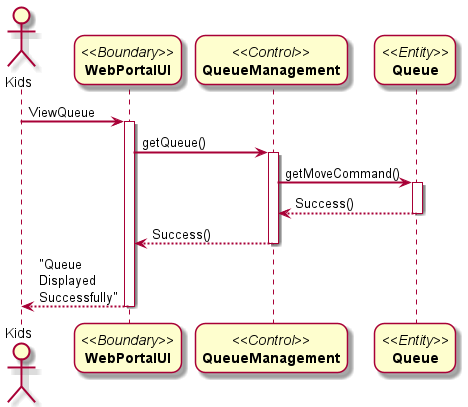 Kids
<<Boundary>>
WebPortalUI
<<Control>>
QueueManagement
<<Entity>>
Queue
ViewQueue
getQueue()
getMoveCommand()
Success()
Success()
"Queue
Displayed
Successfully"
Kids
<<Boundary>>
WebPortalUI
<<Control>>
QueueManagement
<<Entity>>
Queue